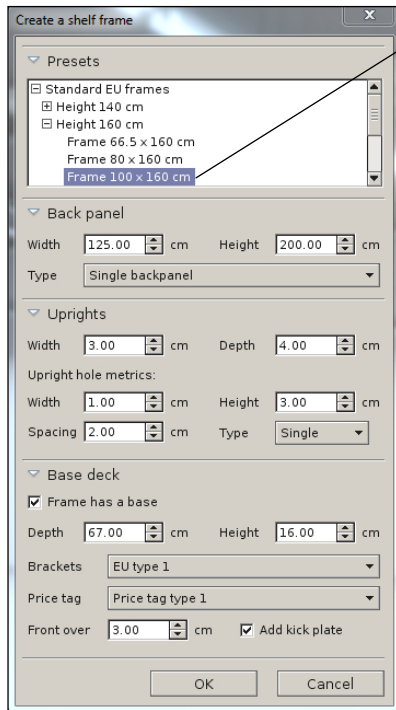 Create a shelf frame
x
Presets
Standard EU frames
Height 140 cm
Height 160 cm
Frame 66.5 x 160 cm
Frame 80 x 160 cm
Frame 100 x 160 cm
Back panel
Width 125.00 cm Height 200.00 cm
Type Single backpanel
Uprights
Width 3.00 cm Depth 4.00 cm
Upright hole metrics:
Width 1.00 cm Height 3.00 cm
Spacing 2.00 cm Type Single
Base deck
Frame has a base
Depth 67.00 cm Height 16.00 cm
Brackets EU type 1
Price tag Price tag type 1
Front over 3.00 cm Add kick plate
OK Cancel